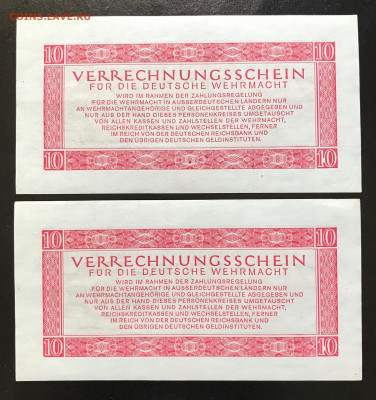 COINS.LAVE.RU
10 10
VERRECHNUNGSSCHEIN
FÜR DIE DEUTSCHE WEHRMACHT
WIRD IM RAHMEN DER ZAHLUNGSREGELUNG
FÜR DIE WEHRMACHT IN AUSSERDEUTSCHEN LÄNDERN NUR
AN WEHRMACHTANGEHÖRIGE UND GLEICHGESTELLTE ABGEGEBEN UND
NUR AUS DER HAND DIESES PERSONENKREISES UMGETAUSCHT
VON ALLEN KASSEN UND ZAHLSTELLEN DER WEHRMACHT,
REICHSKREDITKASSEN UND WECHSELSTELLEN, FERNER
IM REICH VON DER DEUTSCHEN REICHSBANK UND
DEN ÜBRIGEN DEUTSCHEN GELDINSTITUTEN.
10 10
10 10
VERRECHNUNGSSCHEIN
FÜR DIE DEUTSCHE WEHRMACHT
WIRD IM RAHMEN DER ZAHLUNGSREGELUNG
FÜR DIE WEHRMACHT IN AUSSERDEUTSCHEN LÄNDERN NUR
AN WEHRMACHTANGEHÖRIGE UND GLEICHGESTELLTE ABGEGEBEN UND
NUR AUS DER HAND DIESES PERSONENKREISES UMGETAUSCHT
VON ALLEN KASSEN UND ZAHLSTELLEN DER WEHRMACHT,
REICHSKREDITKASSEN UND WECHSELSTELLEN, FERNER
IM REICH VON DER DEUTSCHEN REICHSBANK UND
DEN ÜBRIGEN DEUTSCHEN GELDINSTITUTEN.
10 10